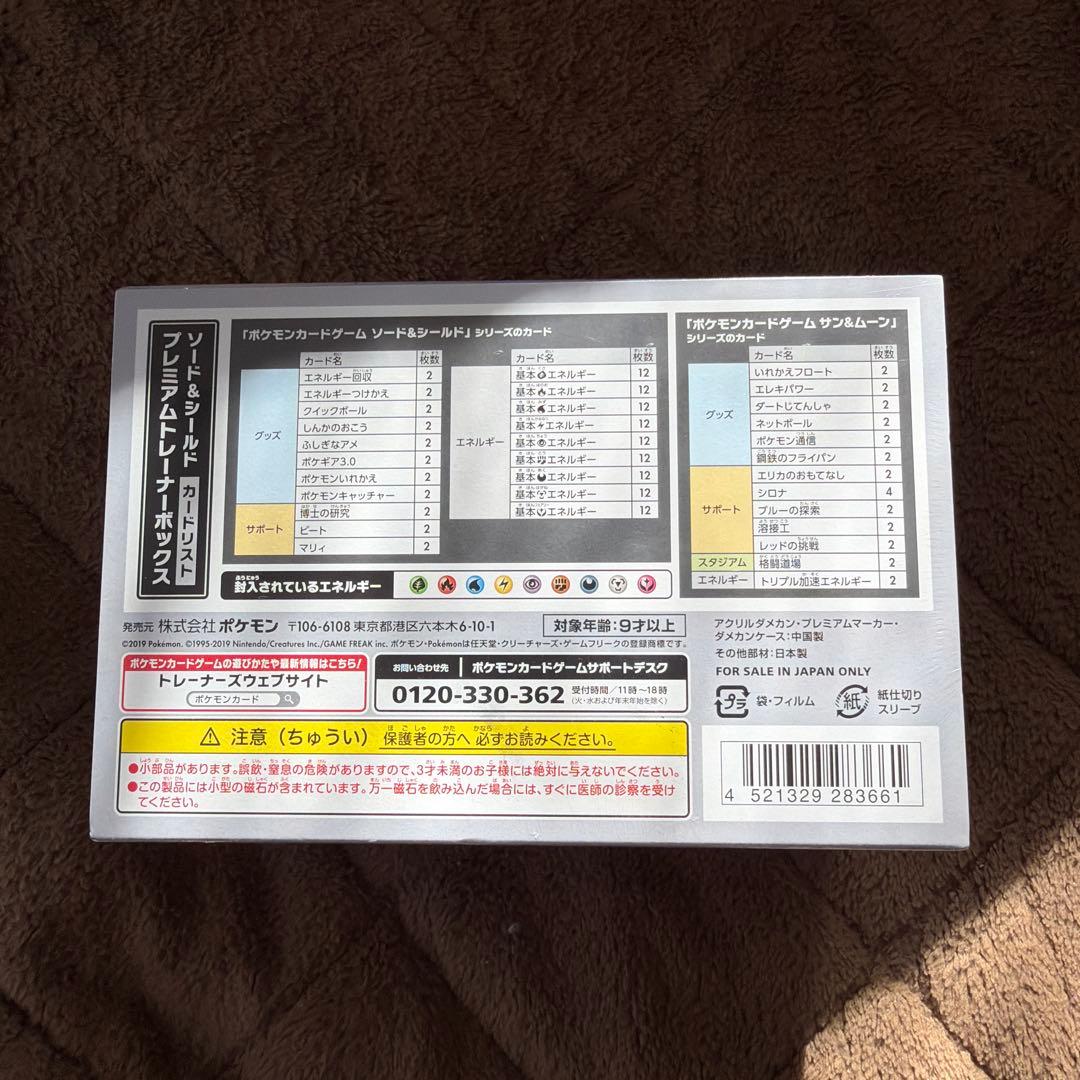 ソード&シールド
プレミアムトレーナーボックス
カードリスト
「ポケモンカードゲーム ソード&シールド」シリーズのカード
カード名 枚数
グッズ
エネルギー回収 2
エネルギーつけかえ 2
クイックボール 2
しんかのおこう 2
ふしぎなアメ 2
ポケギア3.0 2
ポケモンいれかえ 2
ポケモンキャッチャー 2
サポート
博士の研究 2
ビート 2
マリィ 2
カード名 枚数
エネルギー
基本エネルギー 12
基本エネルギー 12
基本エネルギー 12
基本エネルギー 12
基本エネルギー 12
基本エネルギー 12
基本エネルギー 12
基本エネルギー 12
基本エネルギー 12
「ポケモンカードゲーム サン&ムーン」
シリーズのカード
カード名 枚数
グッズ
いれかえフロート 2
エレキパワー 2
ダートじてんしゃ 2
ネットボール 2
ポケモン通信 2
鋼鉄のフライパン 2
サポート
エリカのおもてなし 2
シロナ 4
ブルーの探索 2
溶接工 2
レッドの挑戦 2
スタジアム 格闘道場 2
エネルギー トリプル加速エネルギー 2
封入されているエネルギー
発売元 株式会社 ポケモン 〒106-6108 東京都港区六本木6-10-1
対象年齢:9才以上
©2019 Pokémon. ©1995-2019 Nintendo/Creatures Inc./GAME FREAK inc. ポケモン・Pokémonは任天堂・クリーチャーズ・ゲームフリークの登録商標です。
ポケモンカードゲームの遊びかたや最新情報はこちら!
トレーナーズウェブサイト
ポケモンカード
お問い合わせ先 ポケモンカードゲームサポートデスク
0120-330-362 受付時間/11時〜18時
(火・水および年末年始を除く)
⚠ 注意(ちゅうい) 保護者の方へ 必ずお読みください。
●小部品があります。誤飲・窒息の危険がありますので、3才未満のお子様には絶対に与えないでください。
●この製品には小型の磁石が含まれています。万一磁石を飲み込んだ場合には、すぐに医師の診察を受け
てください。
アクリルダメカン・プレミアムマーカー・
ダメカンケース:中国製
その他部材:日本製
FOR SALE IN JAPAN ONLY
プラ 袋・フィルム
紙 紙仕切り
スリーブ
4 521329 283661